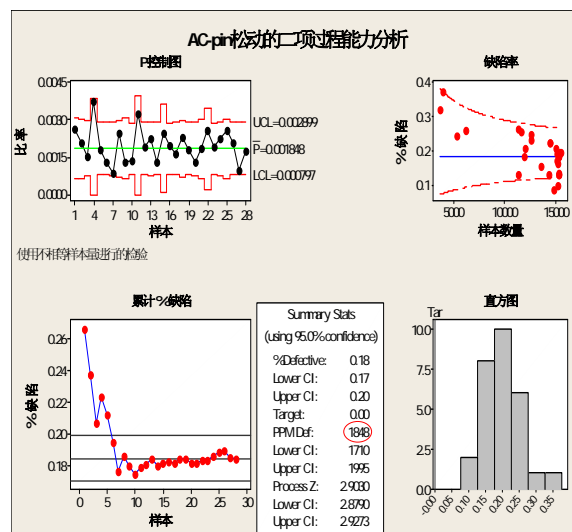 AC-pin松动的二项过程能力分析
P控制图
比率
0.0045
0.0030
0.0015
0.0000
UCL=0.002899
P=0.001848
LCL=0.000797
1 4 7 10 13 16 19 22 25 28
样本
使用不相等样本量进行的检验
缺陷率
%缺陷
0.4
0.3
0.2
0.1
5000 10000 15000
样本数量
累计%缺陷
%缺陷
0.26
0.24
0.22
0.20
0.18
0 5 10 15 20 25 30
样本
Summary Stats
(using 95.0% confidence)
%Defective: 0.18
Lower CI: 0.17
Upper CI: 0.20
Target: 0.00
PPM Def: 1848
Lower CI: 1710
Upper CI: 1995
Process Z: 2.9030
Lower CI: 2.8790
Upper CI: 2.9273
直方图
Tar
10.0
7.5
5.0
2.5
-0.00 0.05 0.10 0.15 0.20 0.25 0.30 0.35